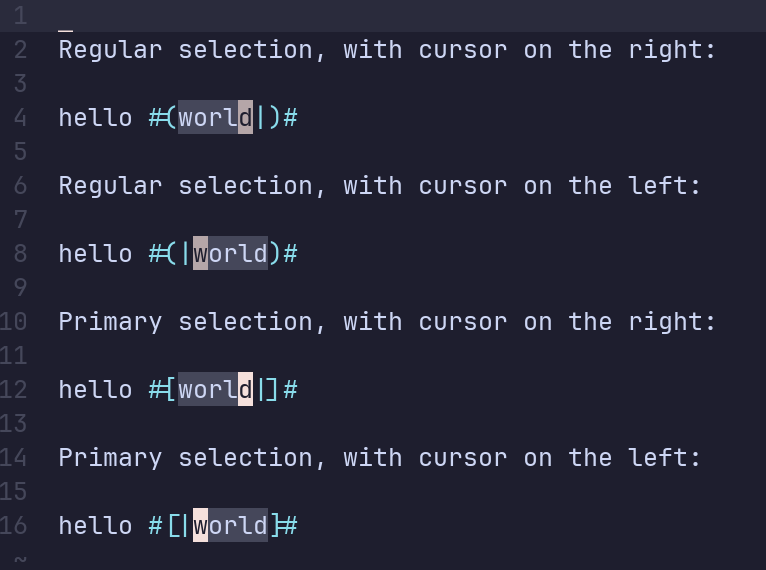 1
2 Regular selection, with cursor on the right:
3
4 hello #(world|)#
5
6 Regular selection, with cursor on the left:
7
8 hello #(|world)#
9
10 Primary selection, with cursor on the right:
11
12 hello #[world|]#
13
14 Primary selection, with cursor on the left:
15
16 hello #[|world]#
~